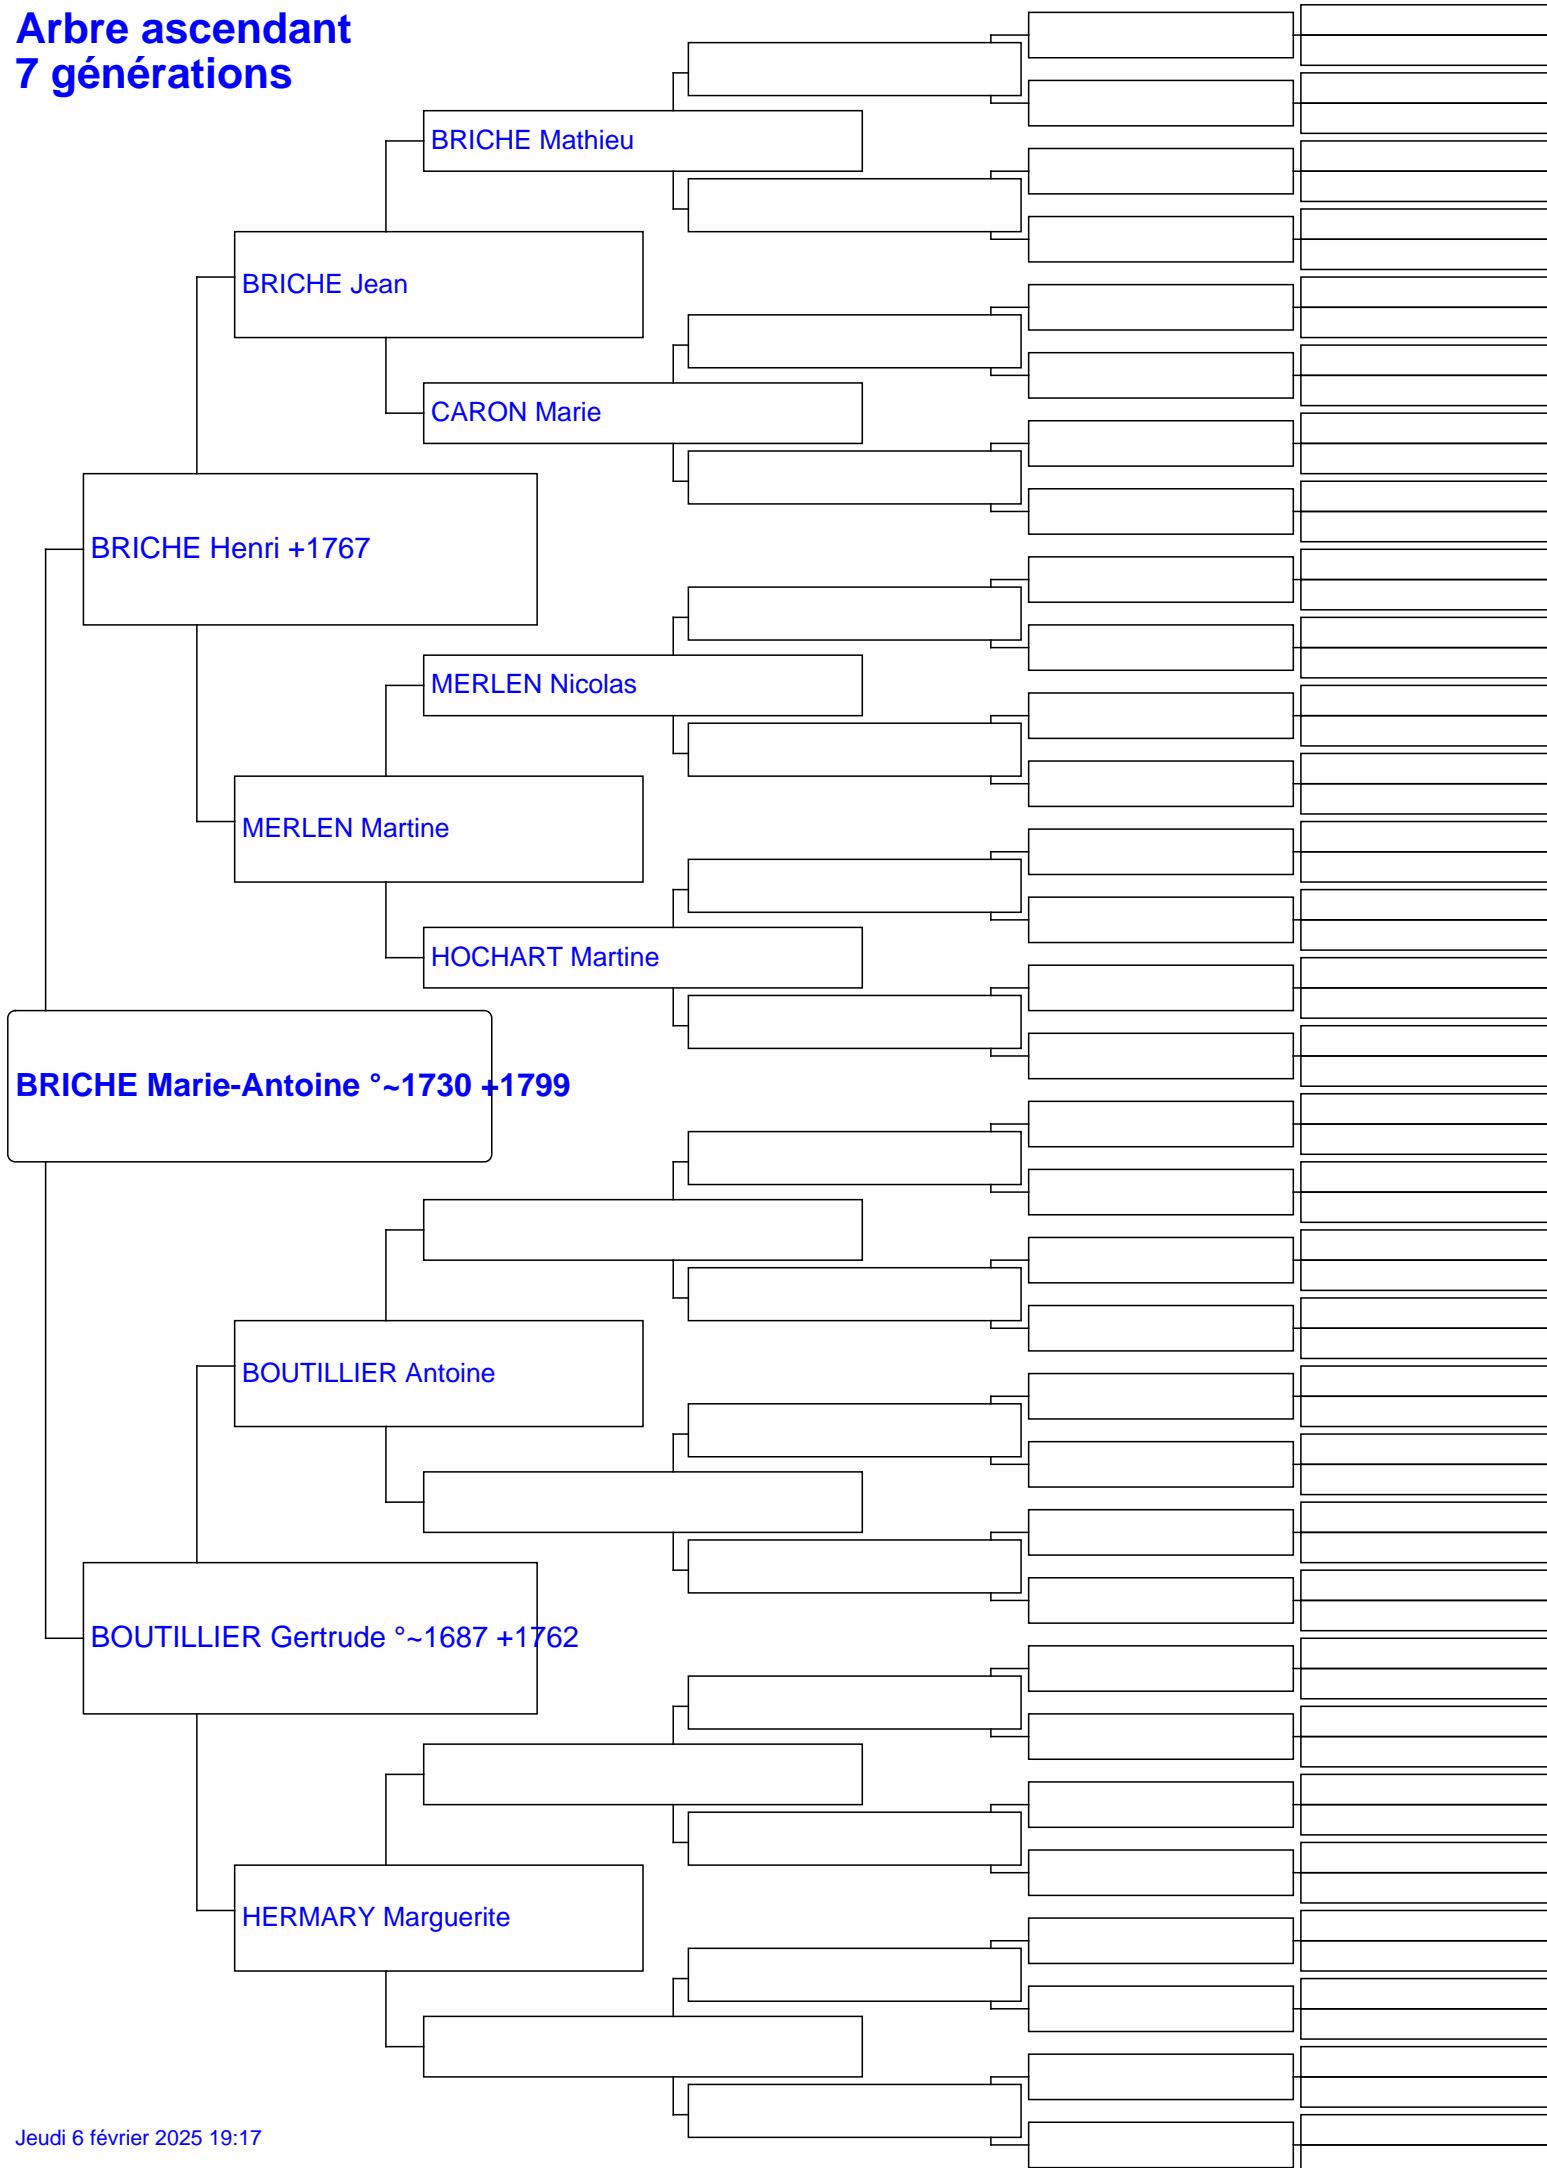 Arbre ascendant
7 générations
BRICHE Mathieu
BRICHE Jean
CARON Marie
BRICHE Henri +1767
MERLEN Nicolas
MERLEN Martine
HOCHART Martine
BRICHE Marie-Antoine °~1730 +1799
BOUTILLIER Antoine
BOUTILLIER Gertrude °~1687 +1762
HERMARY Marguerite
Jeudi 6 février 2025 19:17